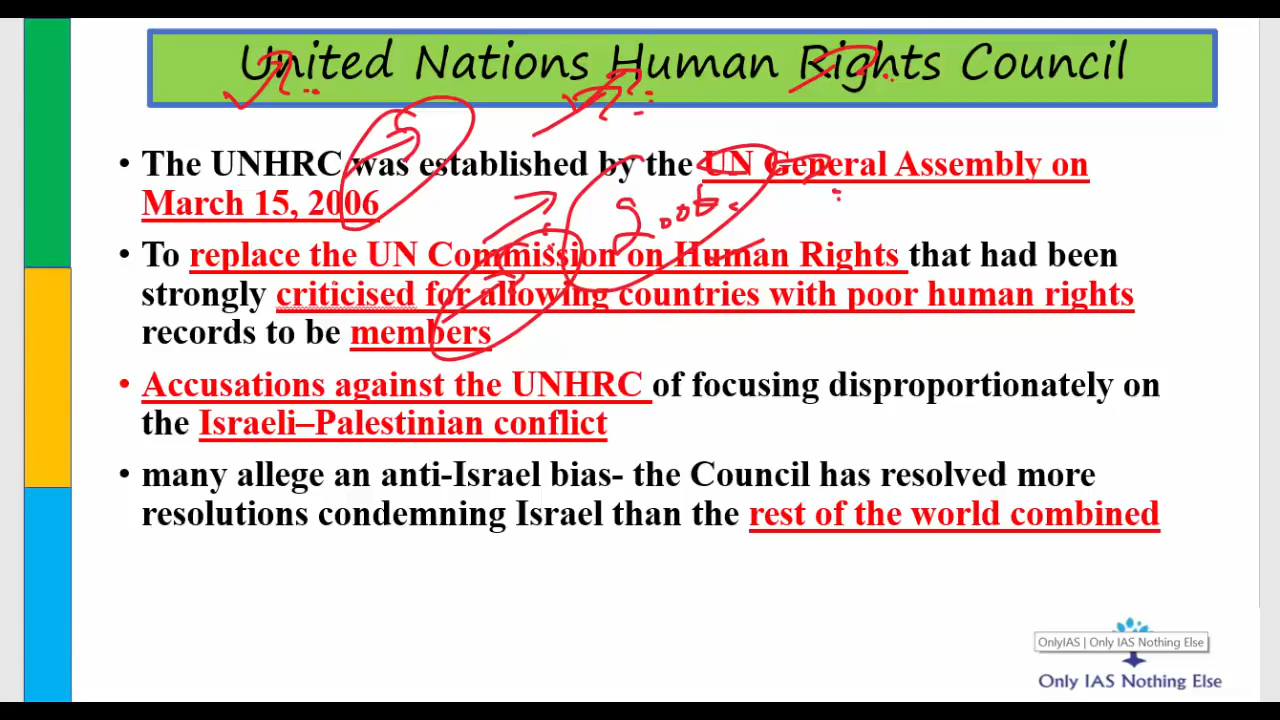 United Nations Human Rights Council
• The UNHRC was established by the UN General Assembly on
March 15, 2006
• To replace the UN Commission on Human Rights that had been
strongly criticised for allowing countries with poor human rights
records to be members
• Accusations against the UNHRC of focusing disproportionately on
the Israeli–Palestinian conflict
• many allege an anti-Israel bias- the Council has resolved more
resolutions condemning Israel than the rest of the world combined
OnlyIAS | Only IAS Nothing Else
Only IAS Nothing Else